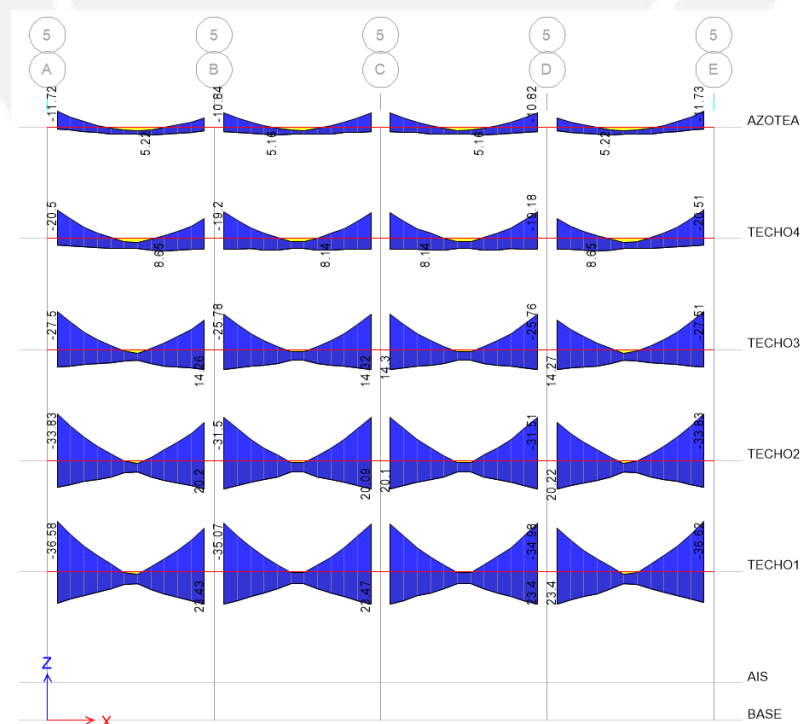 5 5 5 5 5
A B C D E
-11.72 -10.84 -10.82 -11.73 AZOTEA
5.22 5.16 5.16 5.22
-20.5 -19.2 -19.18 -20.51 TECHO4
8.65 8.14 8.14 8.65
-27.5 -25.78 -25.76 -27.51 TECHO3
14.26 14.32 14.3 14.27
-33.83 -31.5 -31.51 -33.83 TECHO2
20.2 20.09 20.1 20.22
-36.58 -35.07 -36.62 TECHO1
23.47 23.4 23.4
Z AIS
X BASE